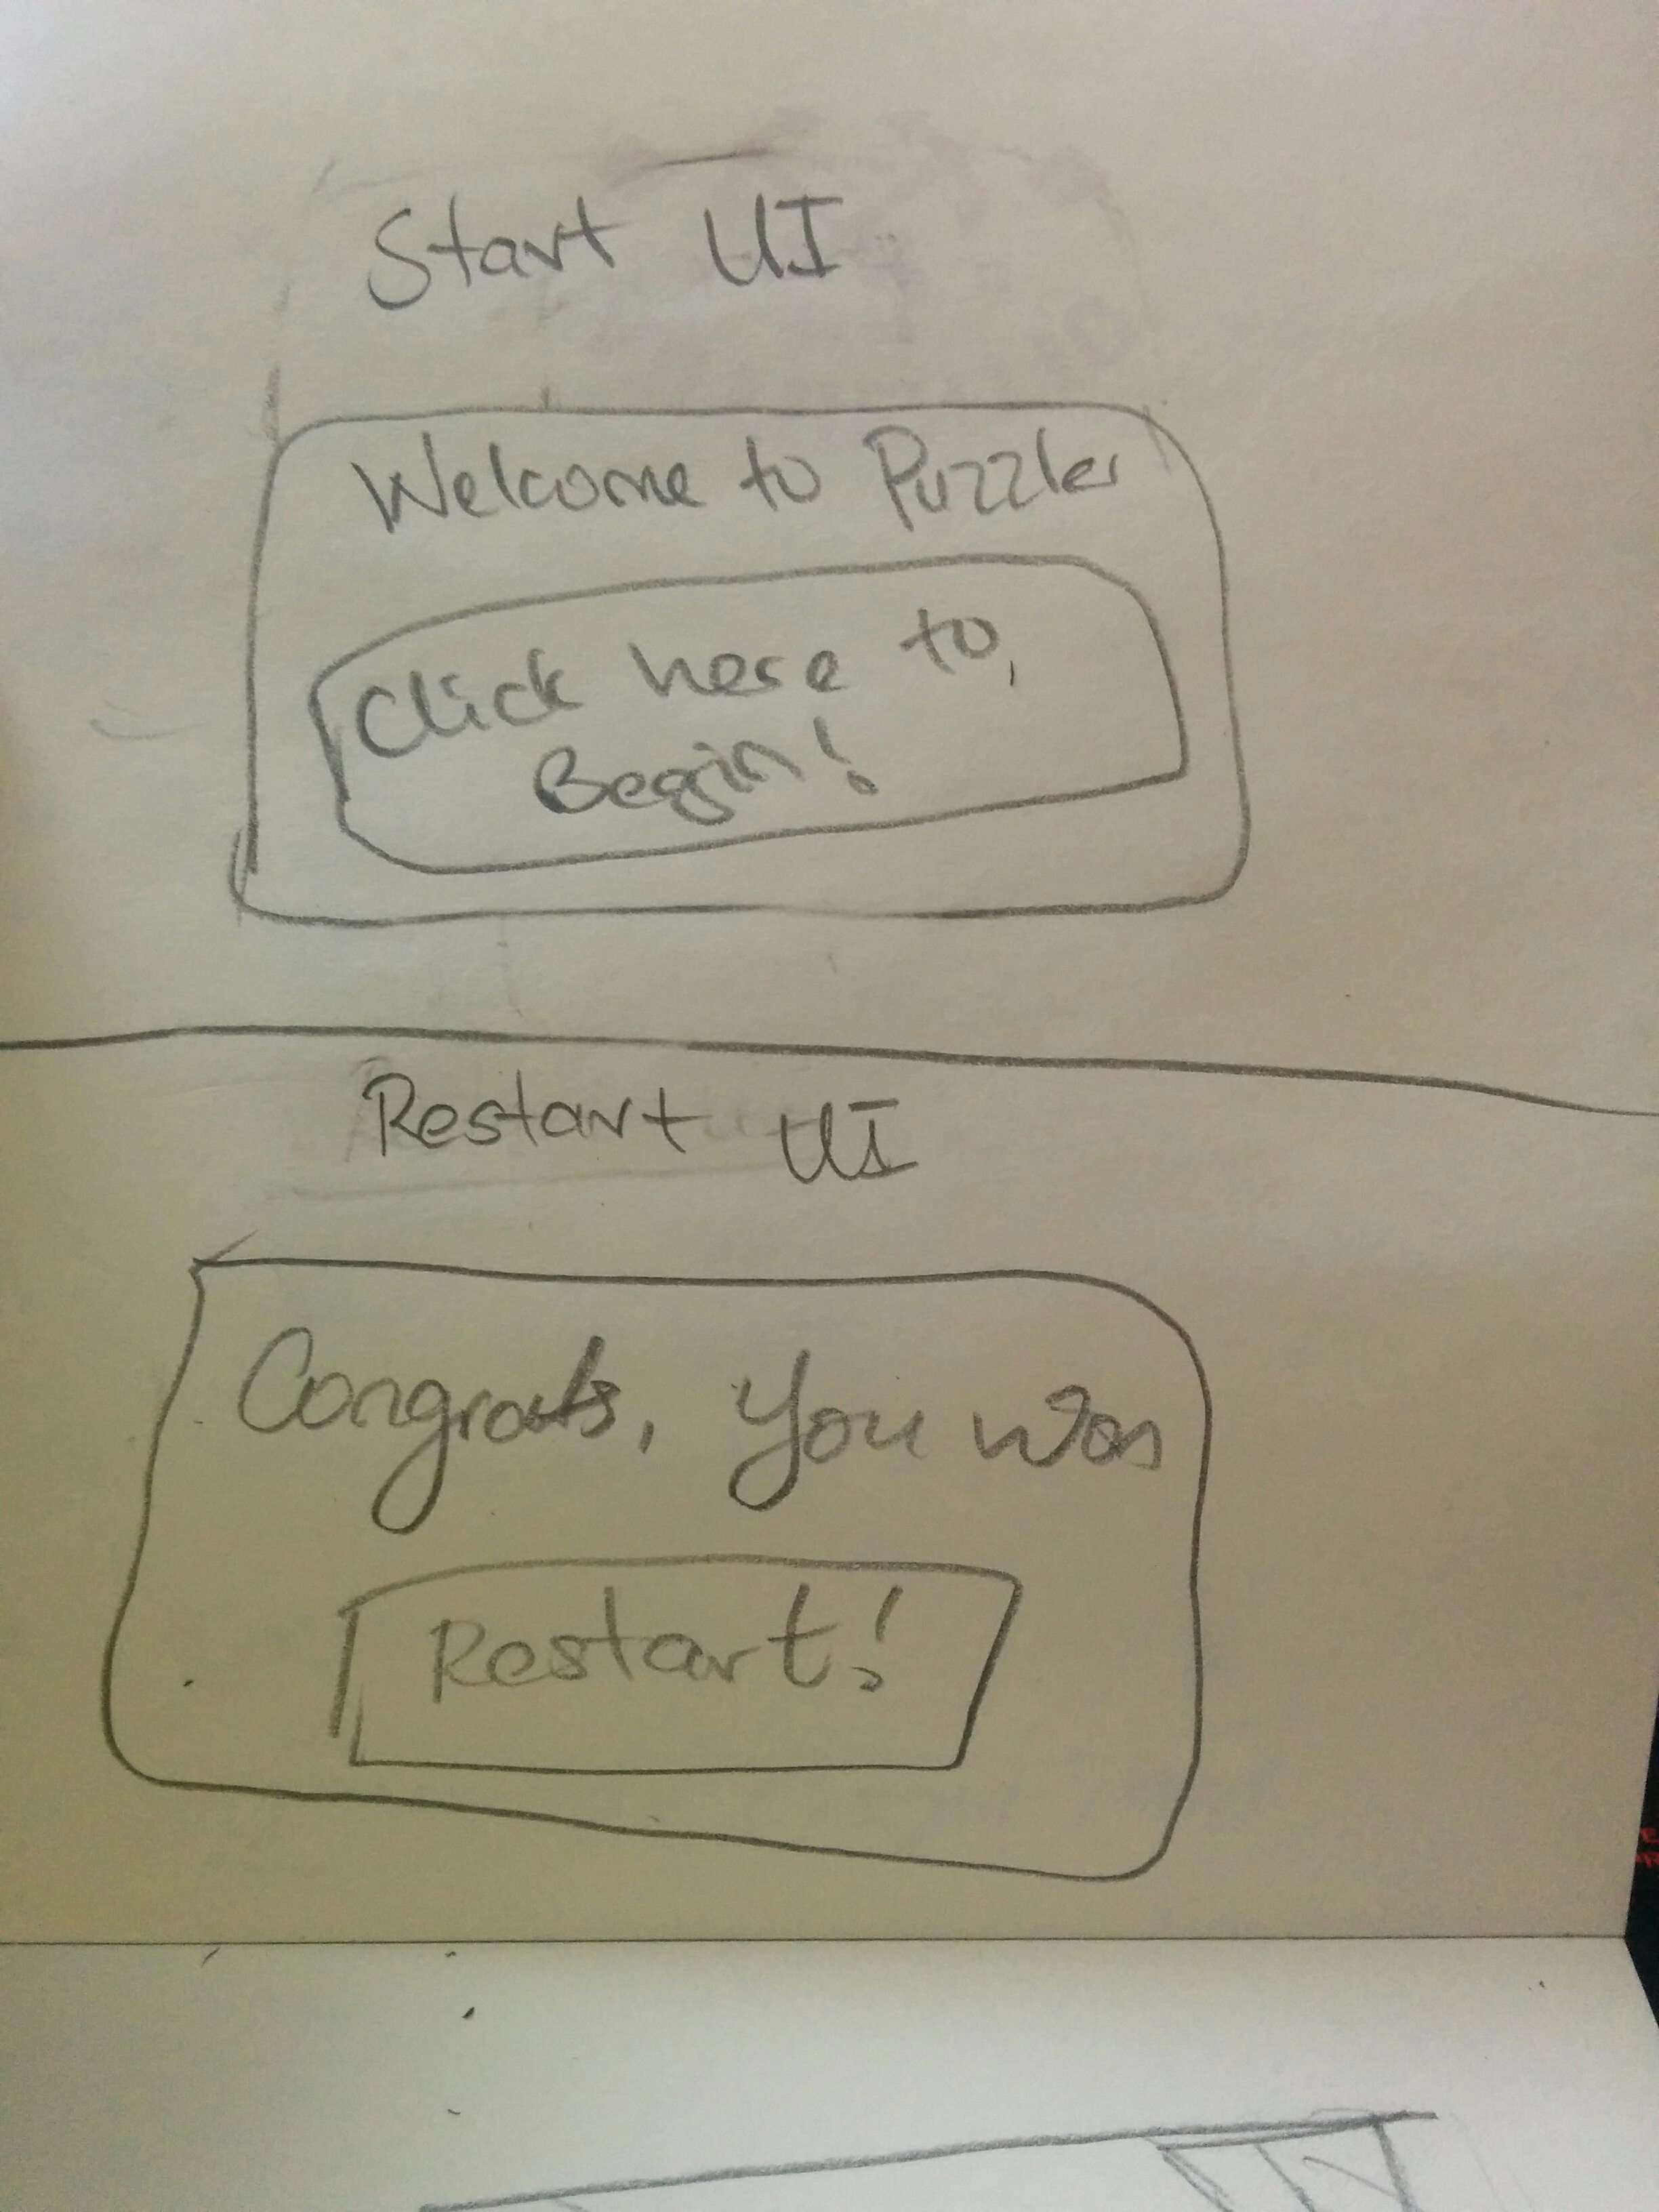 Start UI
Welcome to Puzzler
Click here to
Begin!
Restart UI
Congrats, You won
Restart!